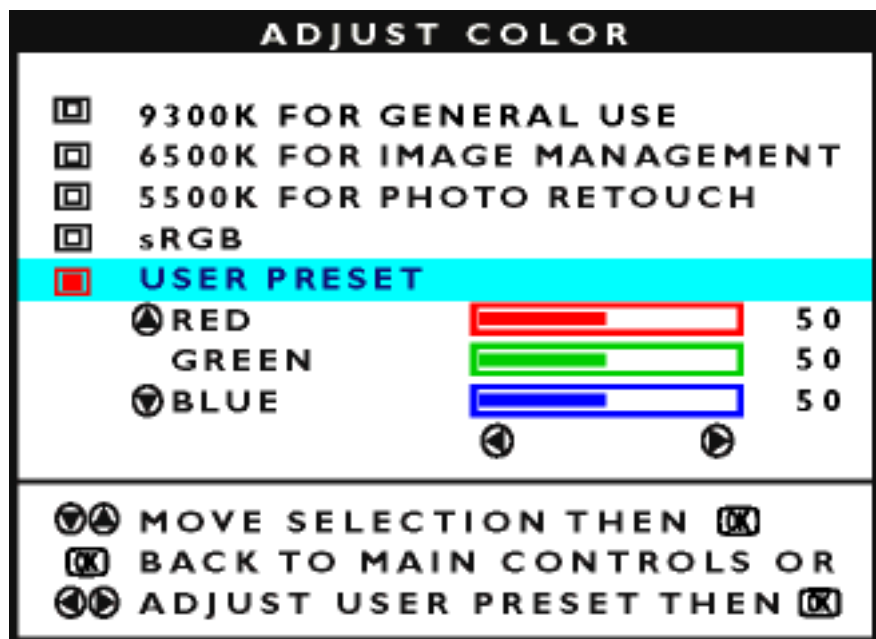 ADJUST COLOR
9300K FOR GENERAL USE
6500K FOR IMAGE MANAGEMENT
5500K FOR PHOTO RETOUCH
sRGB
USER PRESET
RED 50
GREEN 50
BLUE 50
MOVE SELECTION THEN OK
OK BACK TO MAIN CONTROLS OR
ADJUST USER PRESET THEN OK